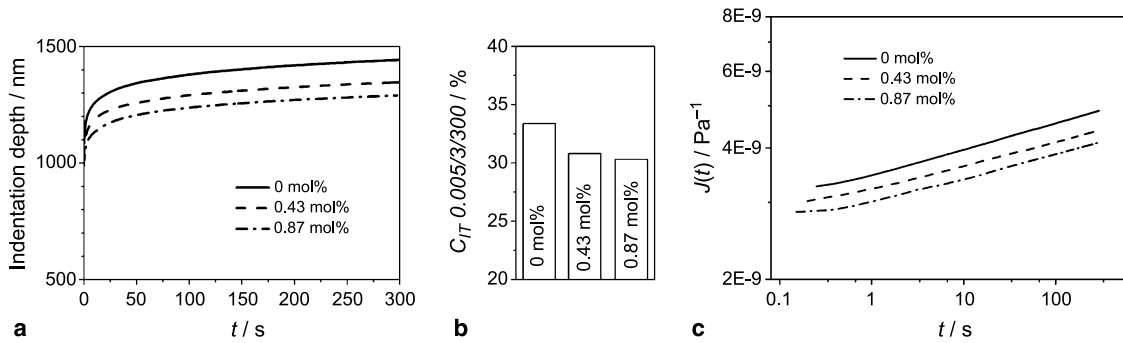 1500
1000
500
Indentation depth / nm
0 mol%
0.43 mol%
0.87 mol%
0
50
100
150
200
250
300
t / s
a
40
35
30
25
20
C_IT 0.005/3/300 / %
0 mol%
0.43 mol%
0.87 mol%
b
8E-9
6E-9
4E-9
2E-9
J(t) / Pa⁻¹
0 mol%
0.43 mol%
0.87 mol%
0.1
1
10
100
t / s
c